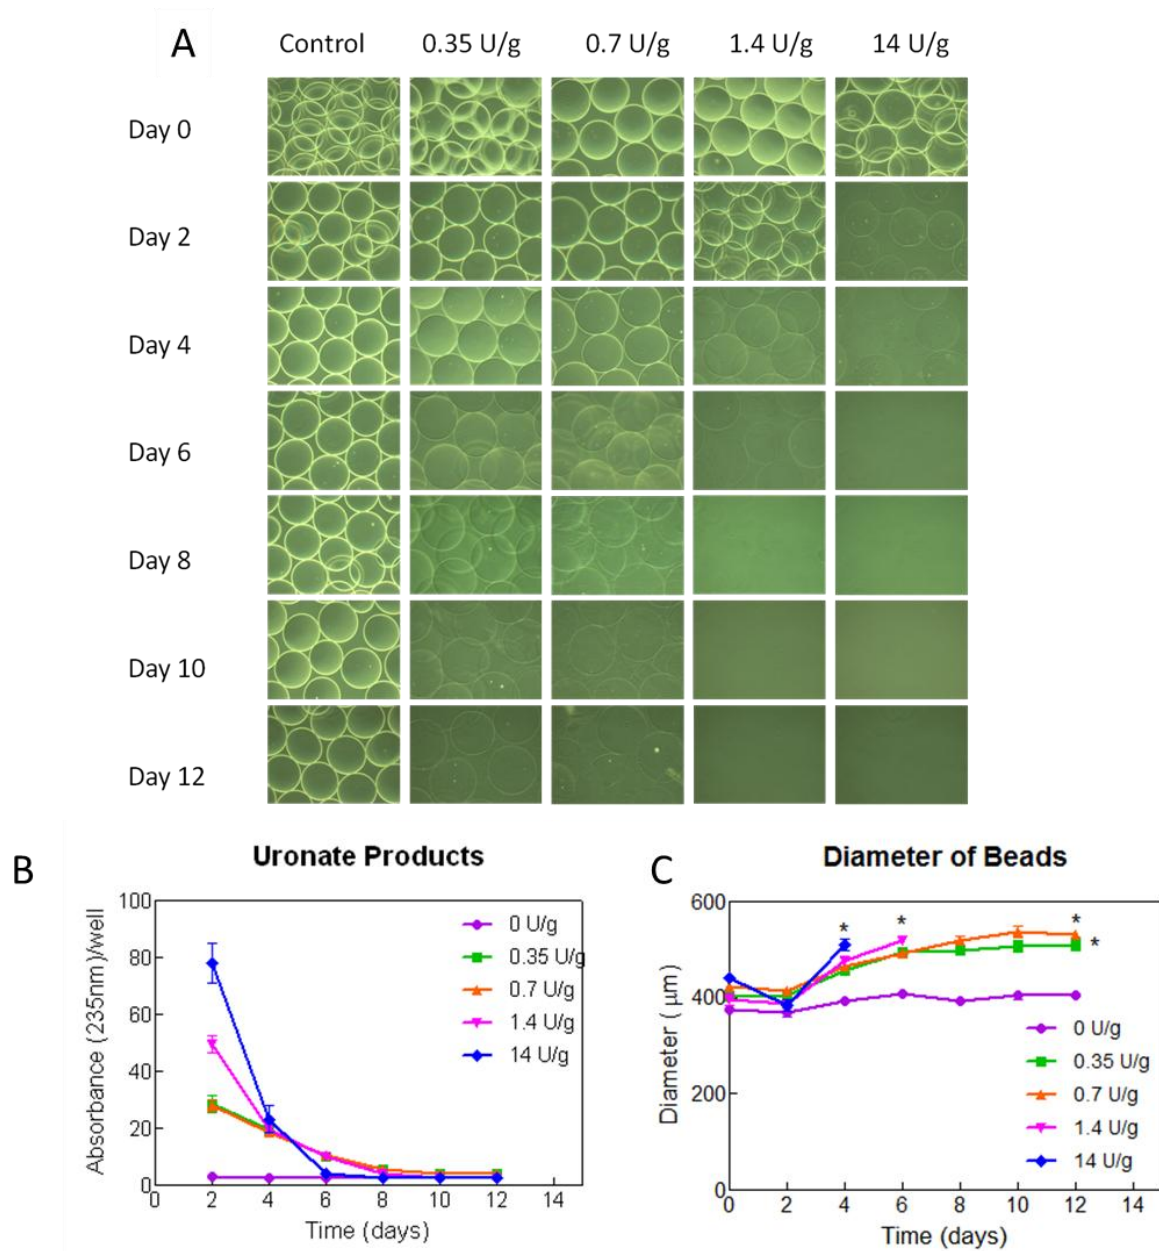 A
Control 0.35 U/g 0.7 U/g 1.4 U/g 14 U/g
Day 0
Day 2
Day 4
Day 6
Day 8
Day 10
Day 12
B
Uronate Products
Absorbance (235nm)/well
100
80
60
40
20
0
0 2 4 6 8 10 12 14
Time (days)
0 U/g
0.35 U/g
0.7 U/g
1.4 U/g
14 U/g
C
Diameter of Beads
Diameter ( μm)
600
400
200
0
0 2 4 6 8 10 12 14
Time (days)
* * * *
0 U/g
0.35 U/g
0.7 U/g
1.4 U/g
14 U/g